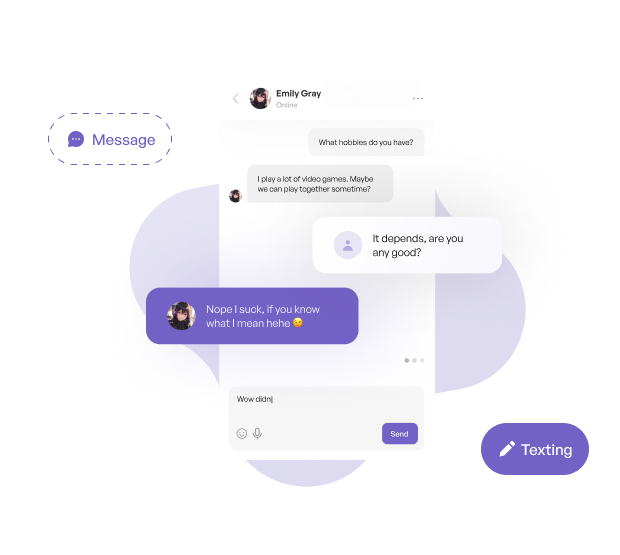 Emily Gray
Online
Message
What hobbles do you have?
I play a lot of video games. Maybe
we can play together sometime?
It depends, are you
any good?
Nope I suck, if you know
what I mean hehe 😉
Wow didn
Send
Texting